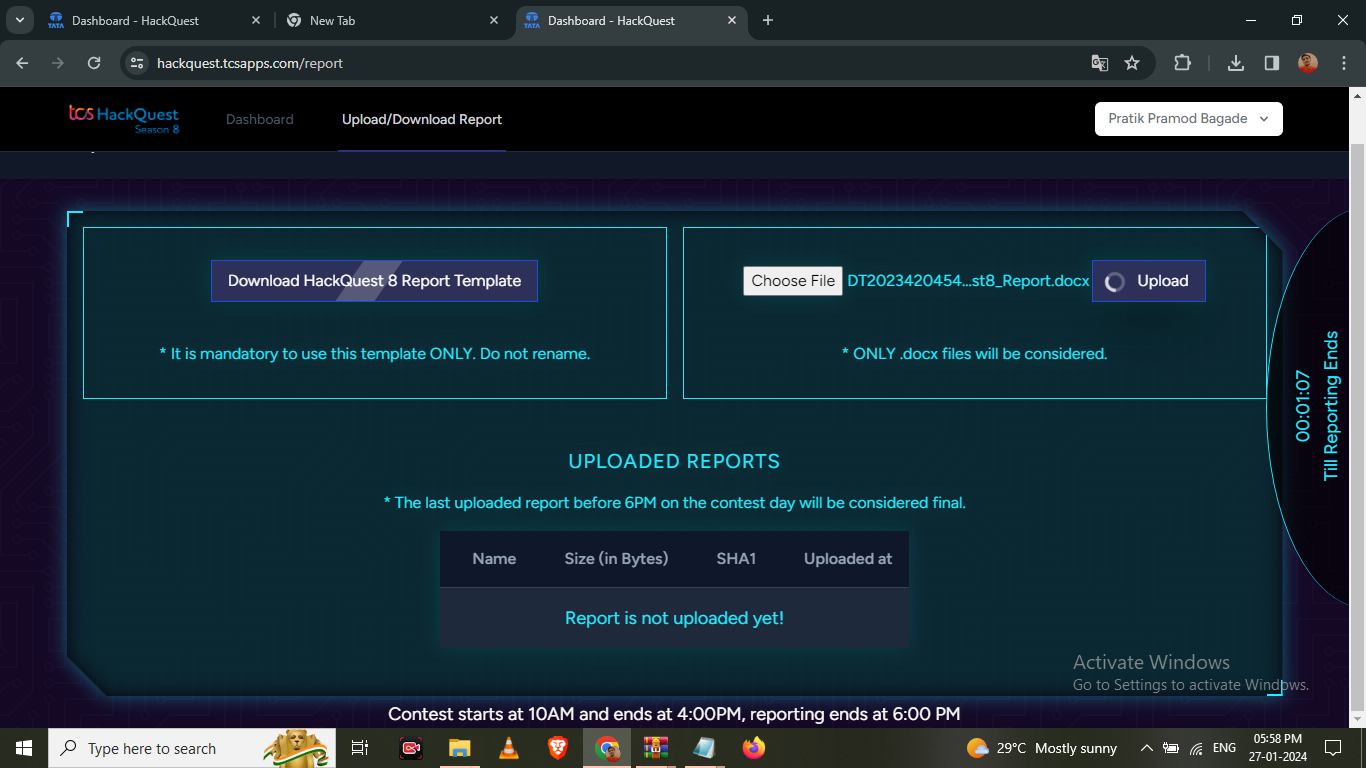 Dashboard - HackQuest
New Tab
Dashboard - HackQuest
hackquest.tcsapps.com/report
tcs HackQuest
Season 8
Dashboard
Upload/Download Report
Pratik Pramod Bagade
Download HackQuest 8 Report Template
* It is mandatory to use this template ONLY. Do not rename.
Choose File DT2023420454...st8_Report.docx Upload
* ONLY .docx files will be considered.
00:01:07
Till Reporting Ends
UPLOADED REPORTS
* The last uploaded report before 6PM on the contest day will be considered final.
Name Size (in Bytes) SHA1 Uploaded at
Report is not uploaded yet!
Activate Windows
Go to Settings to activate Windows.
Contest starts at 10AM and ends at 4:00PM, reporting ends at 6:00 PM
Type here to search
29°C Mostly sunny
ENG
05:58 PM
27-01-2024